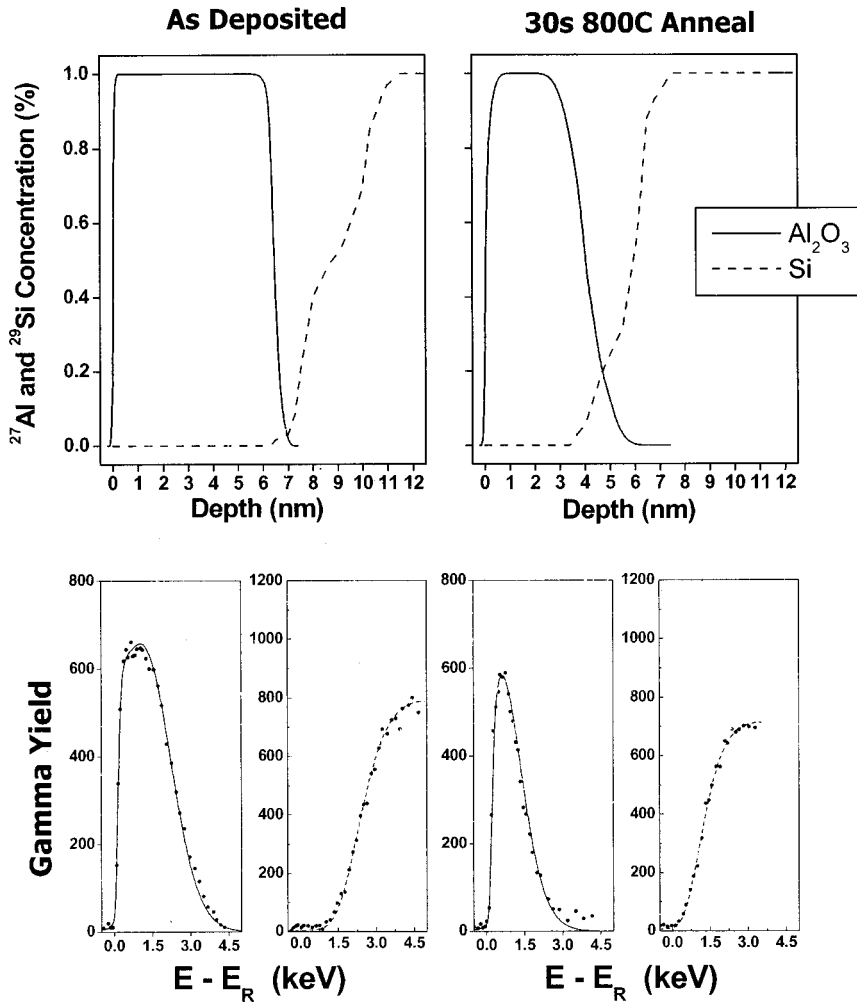 As Deposited
30s 800C Anneal
27Al and 29Si Concentration (%)
1.0
0.8
0.6
0.4
0.2
0.0
0 1 2 3 4 5 6 7 8 9 10 11 12
Depth (nm)
0 1 2 3 4 5 6 7 8 9 10 11 12
Depth (nm)
Al2O3
Si
Gamma Yield
800
600
400
200
0
0.0 1.5 3.0 4.5
1200
1000
800
600
400
200
0
0.0 1.5 3.0 4.5
800
600
400
200
0
0.0 1.5 3.0 4.5
1200
1000
800
600
400
200
0
0.0 1.5 3.0 4.5
E - ER (keV)
E - ER (keV)